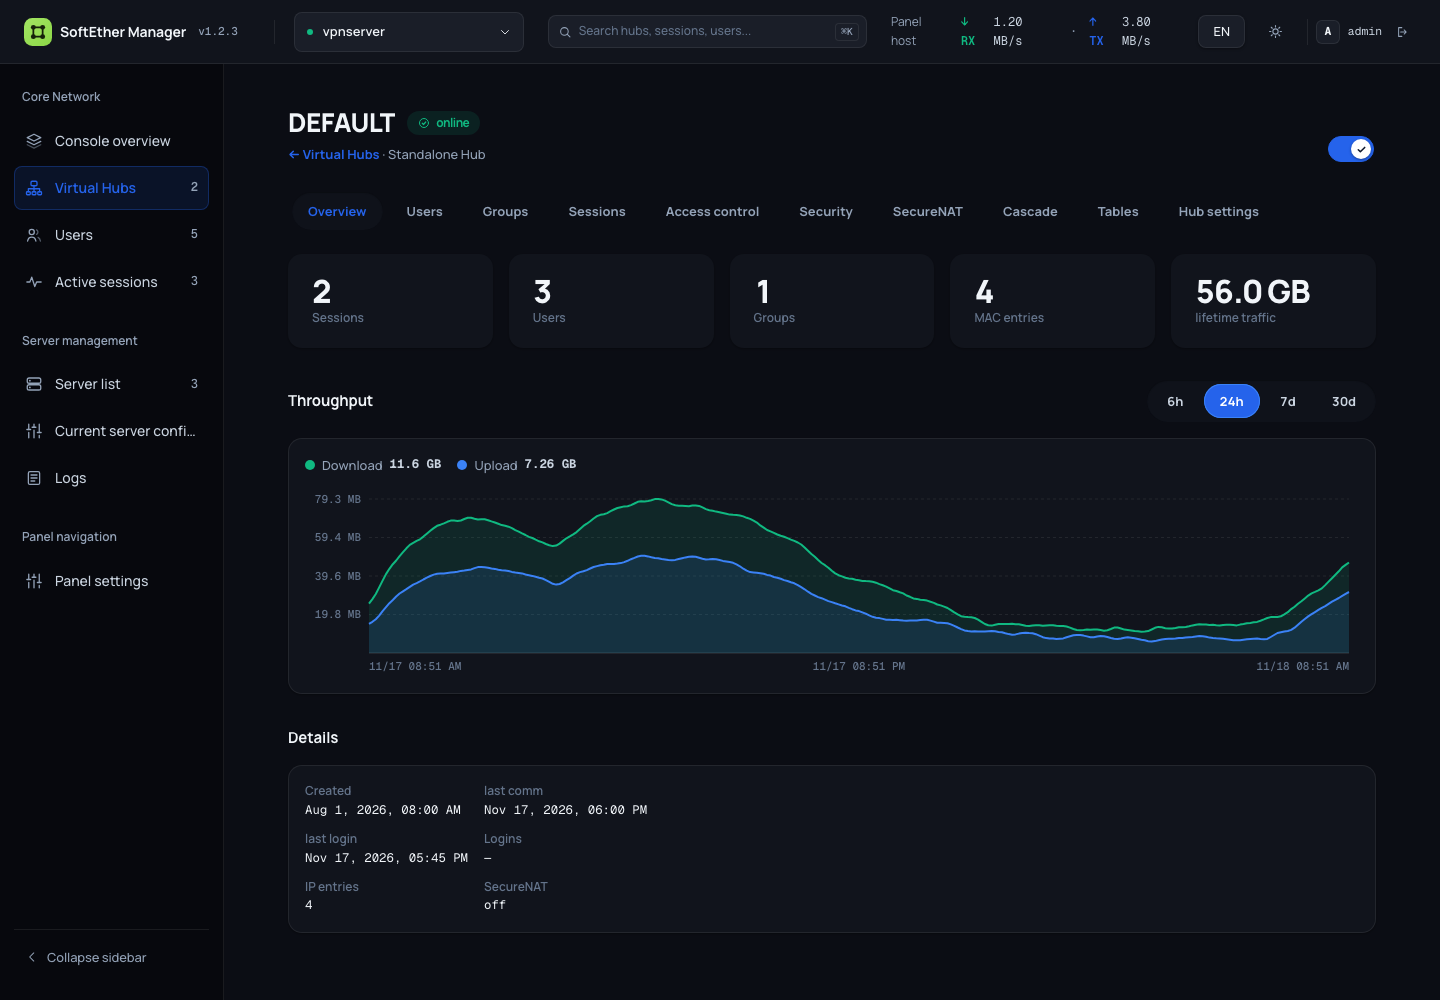 SoftEther Manager v1.2.3
vpnserver
Search hubs, sessions, users... ⌘K
Panel host
↓ RX 1.20 MB/s
·
↑ TX 3.80 MB/s
EN
A admin
Core Network
Console overview
Virtual Hubs 2
Users 5
Active sessions 3
Server management
Server list 3
Current server confi...
Logs
Panel navigation
Panel settings
Collapse sidebar
DEFAULT online
← Virtual Hubs · Standalone Hub
Overview Users Groups Sessions Access control Security SecureNAT Cascade Tables Hub settings
2
Sessions
3
Users
1
Groups
4
MAC entries
56.0 GB
lifetime traffic
Throughput
6h 24h 7d 30d
Download 11.6 GB Upload 7.26 GB
79.3 MB
59.4 MB
39.6 MB
19.8 MB
11/17 08:51 AM 11/17 08:51 PM 11/18 08:51 AM
Details
Created
Aug 1, 2026, 08:00 AM
last comm
Nov 17, 2026, 06:00 PM
last login
Nov 17, 2026, 05:45 PM
Logins
—
IP entries
4
SecureNAT
off